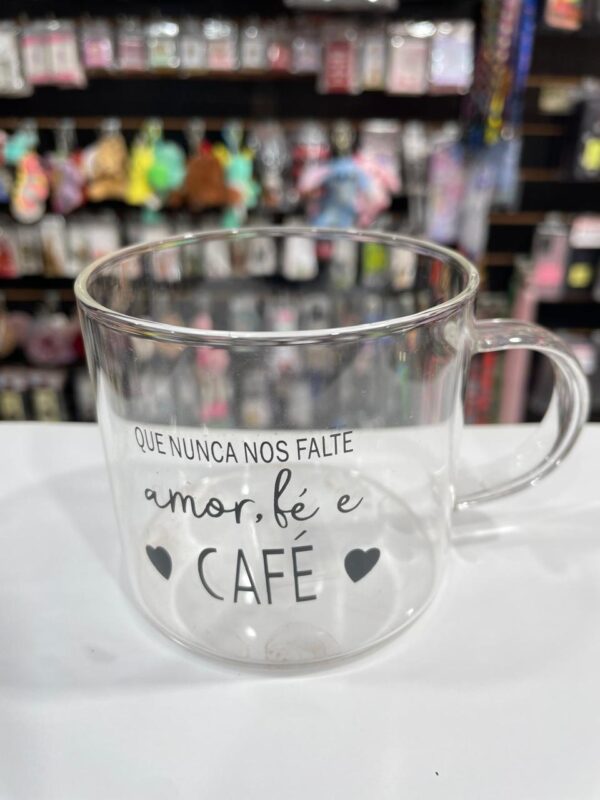 QUE NUNCA NOS FALTE
amor, fé e
CAFÉ